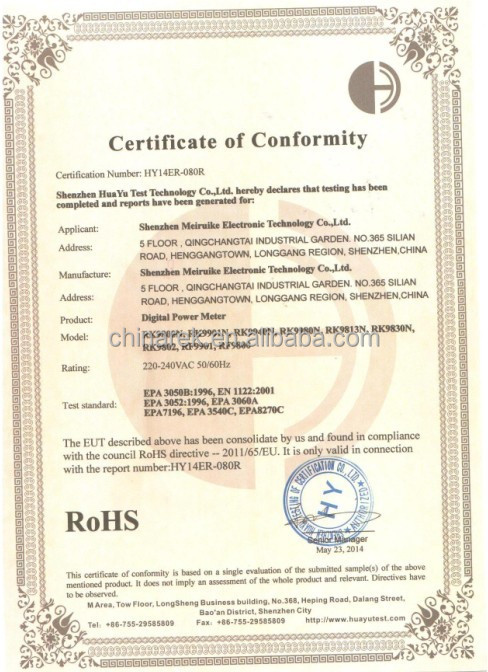 Certificate of Conformity
Certification Number: HY14ER-080R
Shenzhen HuaYu Test Technology Co.,Ltd. hereby declares that testing has been
completed and reports have been generated for:
Applicant: Shenzhen Meiruike Electronic Technology Co.,Ltd.
Address: 5 FLOOR , QINGCHANGTAI INDUSTRIAL GARDEN. NO.365 SILIAN
ROAD, HENGGANGTOWN, LONGGANG REGION, SHENZHEN,CHINA
Manufacture: Shenzhen Meiruike Electronic Technology Co.,Ltd.
Address: 5 FLOOR , QINGCHANGTAI INDUSTRIAL GARDEN. NO.365 SILIAN
ROAD, HENGGANGTOWN, LONGGANG REGION, SHENZHEN,CHINA
Product: Digital Power Meter
Model: RK9940N, RK9980N, RK9813N, RK9830N,
RK9802, RF9901, RF9800
chinarek.en.alibaba.com
Rating: 220-240VAC 50/60Hz
EPA 3050B:1996, EN 1122:2001
Test standard: EPA 3052:1996, EPA 3060A
EPA7196, EPA 3540C, EPA8270C
The EUT described above has been consolidate by us and found in compliance
with the council RoHS directive -- 2011/65/EU. It is only valid in connection
with the report number:HY14ER-080R
HY
RoHS
Senior Manager
May 23, 2014
This certificate of conformity is based on a single evaluation of the submitted sample(s) of the above
mentioned product. It does not imply an assessment of the whole product and relevant. Directives have
to be observed.
M Area, Tow Floor, LongSheng Business building, No.368, Heping Road, Dalang Street,
Bao'an District, Shenzhen City
Tel: +86-755-29585809 Fax: +86-755-29585809 http://www.huayutest.com